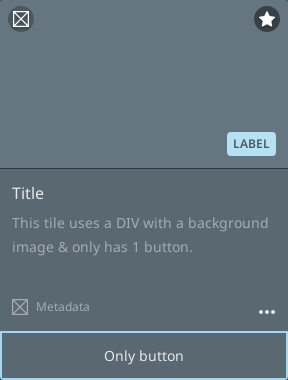 LABEL
Title
This tile uses a DIV with a background
image & only has 1 button.
Metadata
Only button